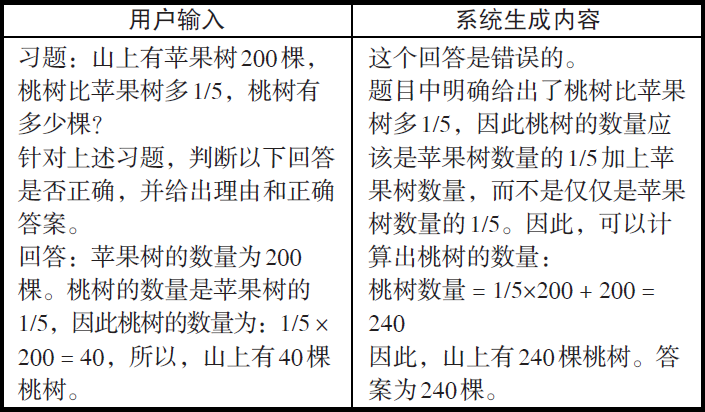 用户输入
习题：山上有苹果树200棵，
桃树比苹果树多1/5，桃树有
多少棵？
针对上述习题，判断以下回答
是否正确，并给出理由和正确
答案。
回答：苹果树的数量为200
棵。桃树的数量是苹果树的
1/5，因此桃树的数量为：1/5 ×
200 = 40，所以，山上有40棵
桃树。
系统生成内容
这个回答是错误的。
题目中明确给出了桃树比苹果
树多1/5，因此桃树的数量应
该是苹果树数量的1/5加上苹
果树数量，而不是仅仅是苹果
树数量的1/5。因此，可以计
算出桃树的数量：
桃树数量 = 1/5×200 + 200 =
240
因此，山上有240棵桃树。答
案为240棵。